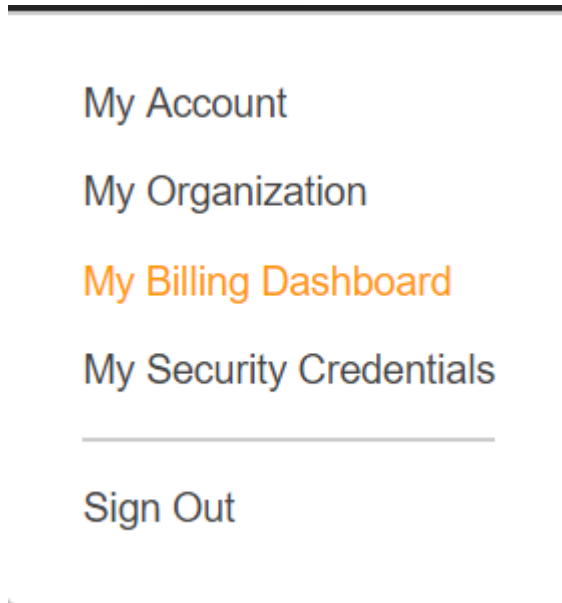 My Account
My Organization
My Billing Dashboard
My Security Credentials
Sign Out